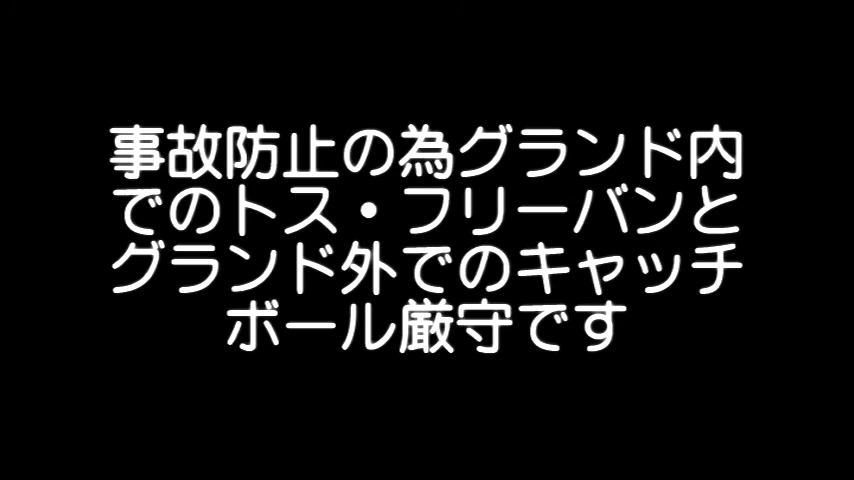 事故防止の為グランド内
でのトス・フリーバンと
グランド外でのキャッチ
ボール厳守です